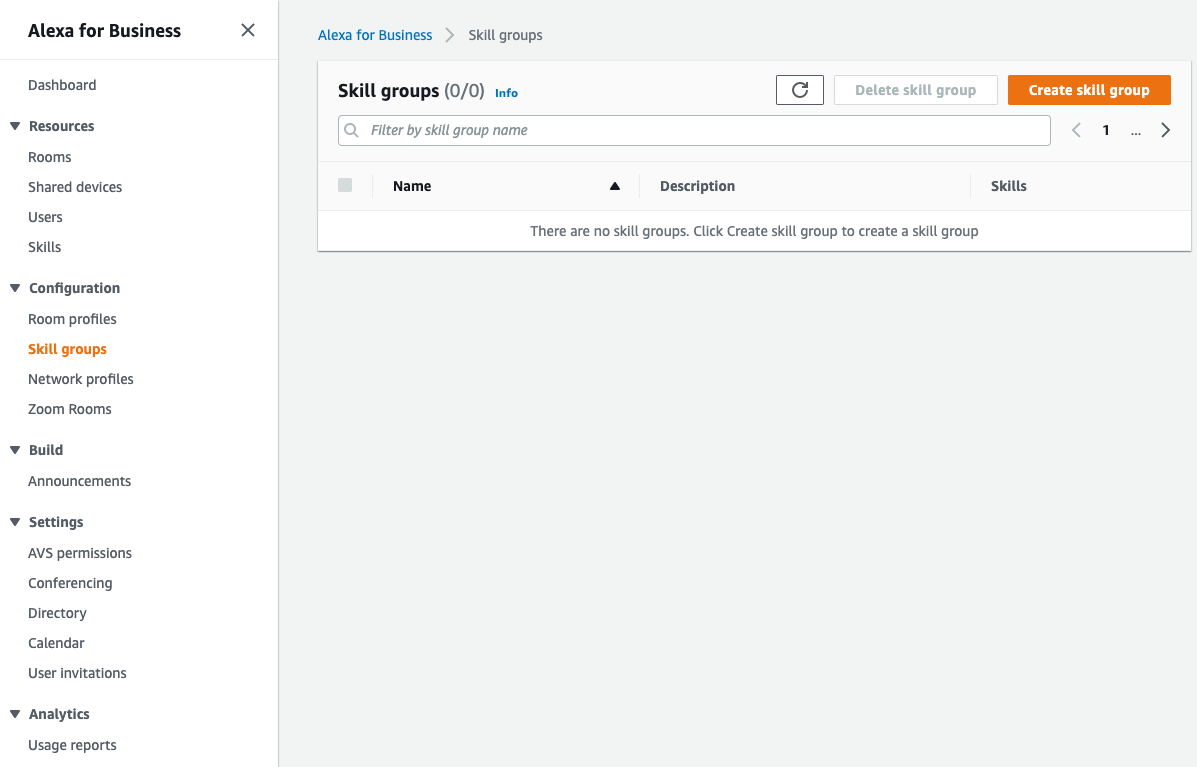 Alexa for Business
Dashboard
Resources
Rooms
Shared devices
Users
Skills
Configuration
Room profiles
Skill groups
Network profiles
Zoom Rooms
Build
Announcements
Settings
AVS permissions
Conferencing
Directory
Calendar
User invitations
Analytics
Usage reports
Alexa for Business Skill groups
Skill groups (0/0) Info Delete skill group Create skill group
Filter by skill group name 1 ...
Name Description Skills
There are no skill groups. Click Create skill group to create a skill group